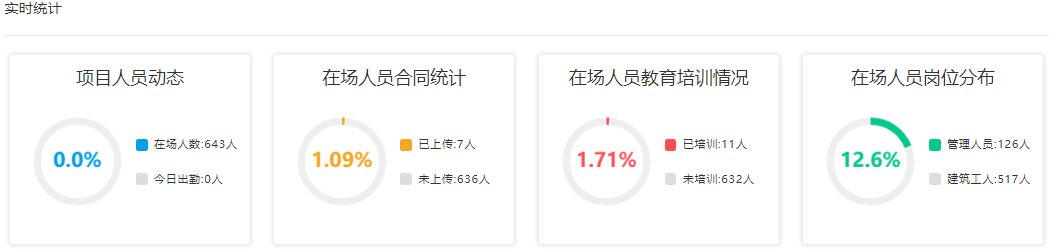 实时统计
项目人员动态
0.0%
在场人数:643人
今日出勤:0人
在场人员合同统计
1.09%
已上传:7人
未上传:636人
在场人员教育培训情况
1.71%
已培训:11人
未培训:632人
在场人员岗位分布
12.6%
管理人员:126人
建筑工人:517人